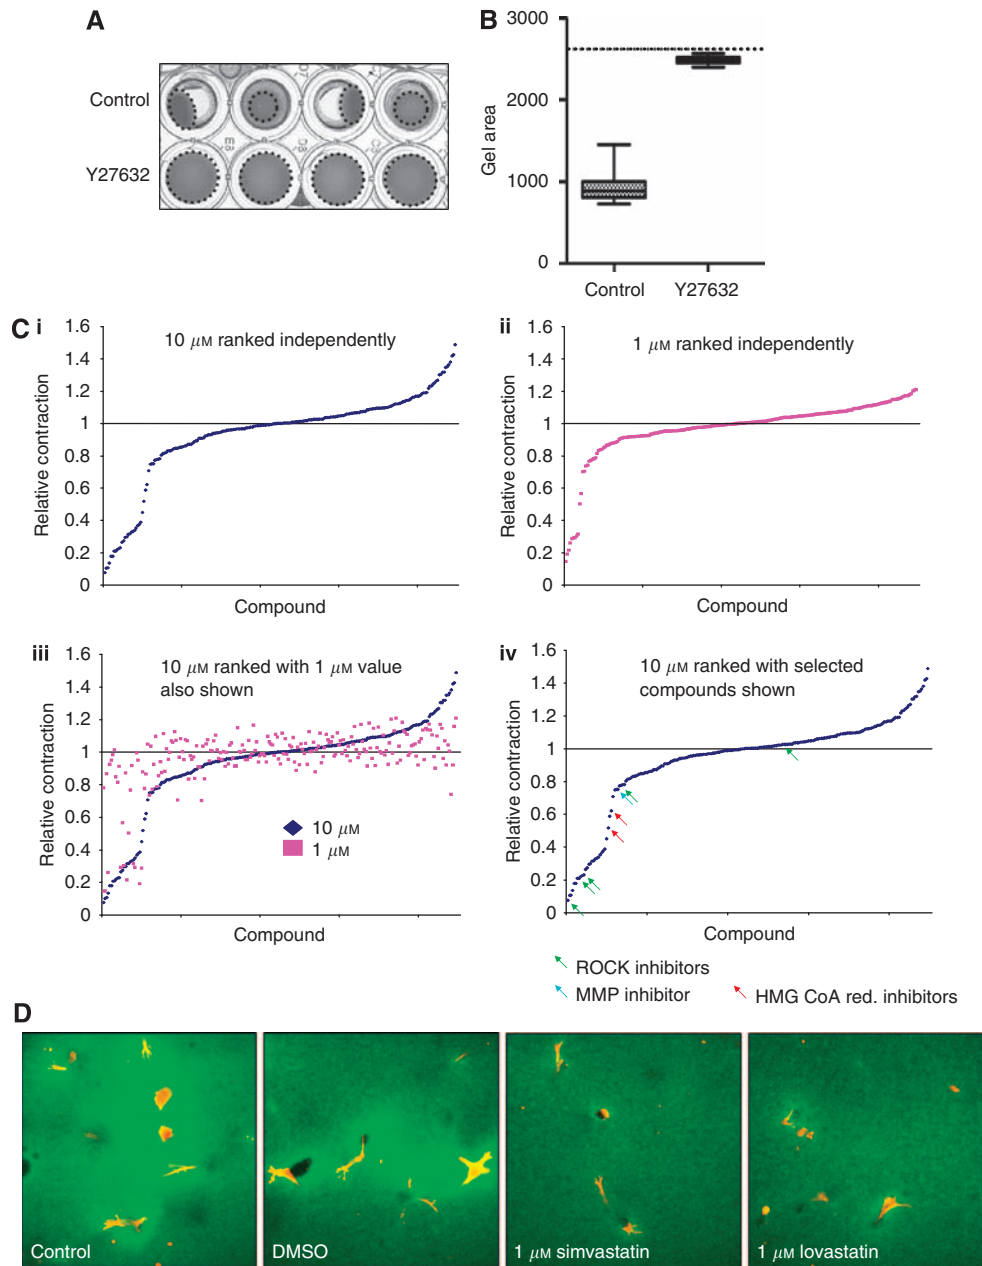 A
Control
Y27632
B
3000
2000
1000
0
Gel area
Control
Y27632
C
i
1.6
1.4
1.2
1
0.8
0.6
0.4
0.2
0
Relative contraction
10 μM ranked independently
Compound
ii
1.6
1.4
1.2
1
0.8
0.6
0.4
0.2
0
Relative contraction
1 μM ranked independently
Compound
iii
1.6
1.4
1.2
1
0.8
0.6
0.4
0.2
0
Relative contraction
10 μM ranked with 1 μM value
also shown
10 μM
1 μM
Compound
iv
1.6
1.4
1.2
1
0.8
0.6
0.4
0.2
0
Relative contraction
10 μM ranked with selected
compounds shown
Compound
ROCK inhibitors
MMP inhibitor
HMG CoA red. inhibitors
D
Control
DMSO
1 μM simvastatin
1 μM lovastatin